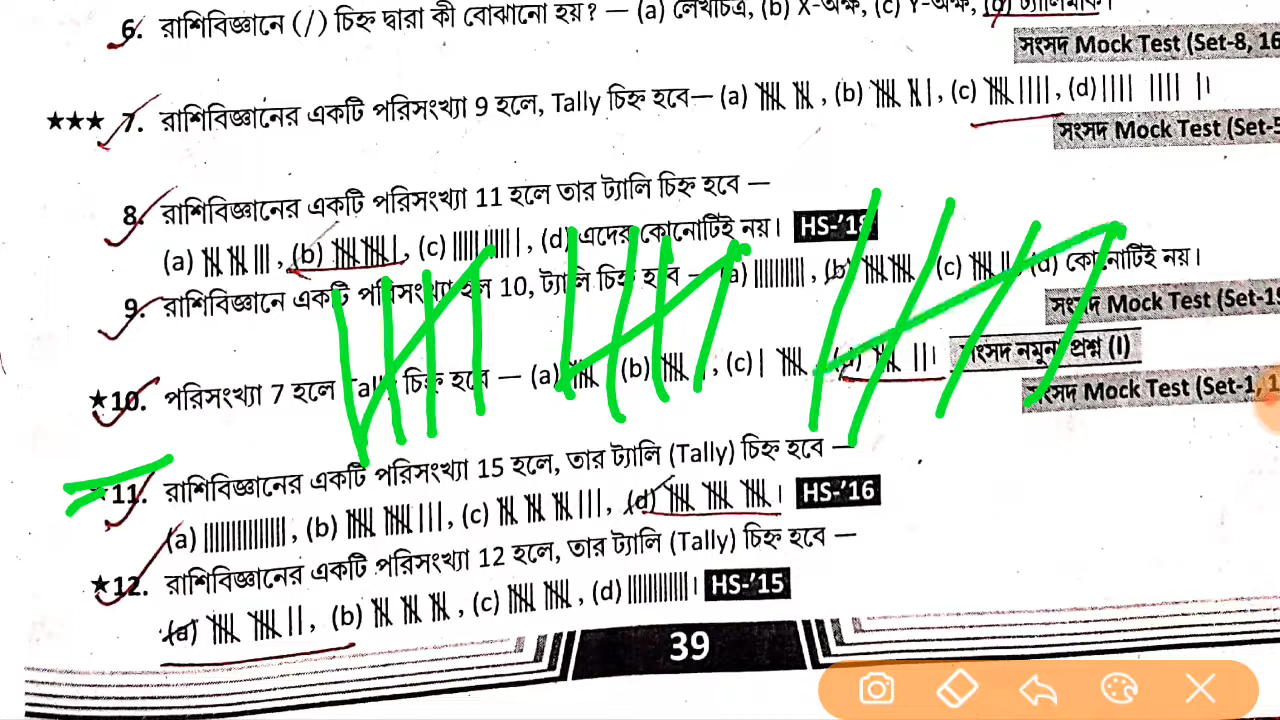 6. রাশিবিজ্ঞানে (/) চিহ্ন দ্বারা কী বোঝানো হয়? — (a) লেখচিত্র, (b) X-অক্ষ, (c) Y-অক্ষ, (d) ট্যালিমার্ক।
সংসদ Mock Test (Set-8, 16
★★★ 7. রাশিবিজ্ঞানের একটি পরিসংখ্যা 9 হলে, Tally চিহ্ন হবে— (a) , (b) , (c) , (d)
সংসদ Mock Test (Set-5
8. রাশিবিজ্ঞানের একটি পরিসংখ্যা 11 হলে তার ট্যালি চিহ্ন হবে —
(a) , (b) , (c) , (d) এদের কোনোটিই নয়। HS-'18
9. রাশিবিজ্ঞানে একটি পরিসংখ্যা হল 10, ট্যালি চিহ্ন হবে — (a) , (b) (c) (d) কোনোটিই নয়।
সংসদ Mock Test (Set-1
★10. পরিসংখ্যা 7 হলে Tally চিহ্ন হবে — (a) (b) , (c) , (d) । সংসদ নমুনা প্রশ্ন (I)
সংসদ Mock Test (Set-1, 1
★11. রাশিবিজ্ঞানের একটি পরিসংখ্যা 15 হলে, তার ট্যালি (Tally) চিহ্ন হবে —
(a) , (b) , (c) , (d) । HS-'16
★12. রাশিবিজ্ঞানের একটি পরিসংখ্যা 12 হলে, তার ট্যালি (Tally) চিহ্ন হবে —
(a) , (b) , (c) , (d) । HS-'15
39